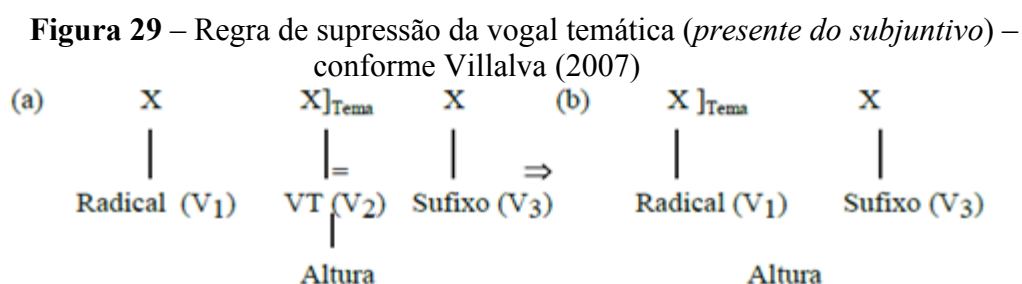 Figura 29 – Regra de supressão da vogal temática (presente do subjuntivo) –
conforme Villalva (2007)
(a) X X]Tema X (b) X ]Tema X
= ⇒
Radical (V1) VT (V2) Sufixo (V3) Radical (V1) Sufixo (V3)
Altura Altura